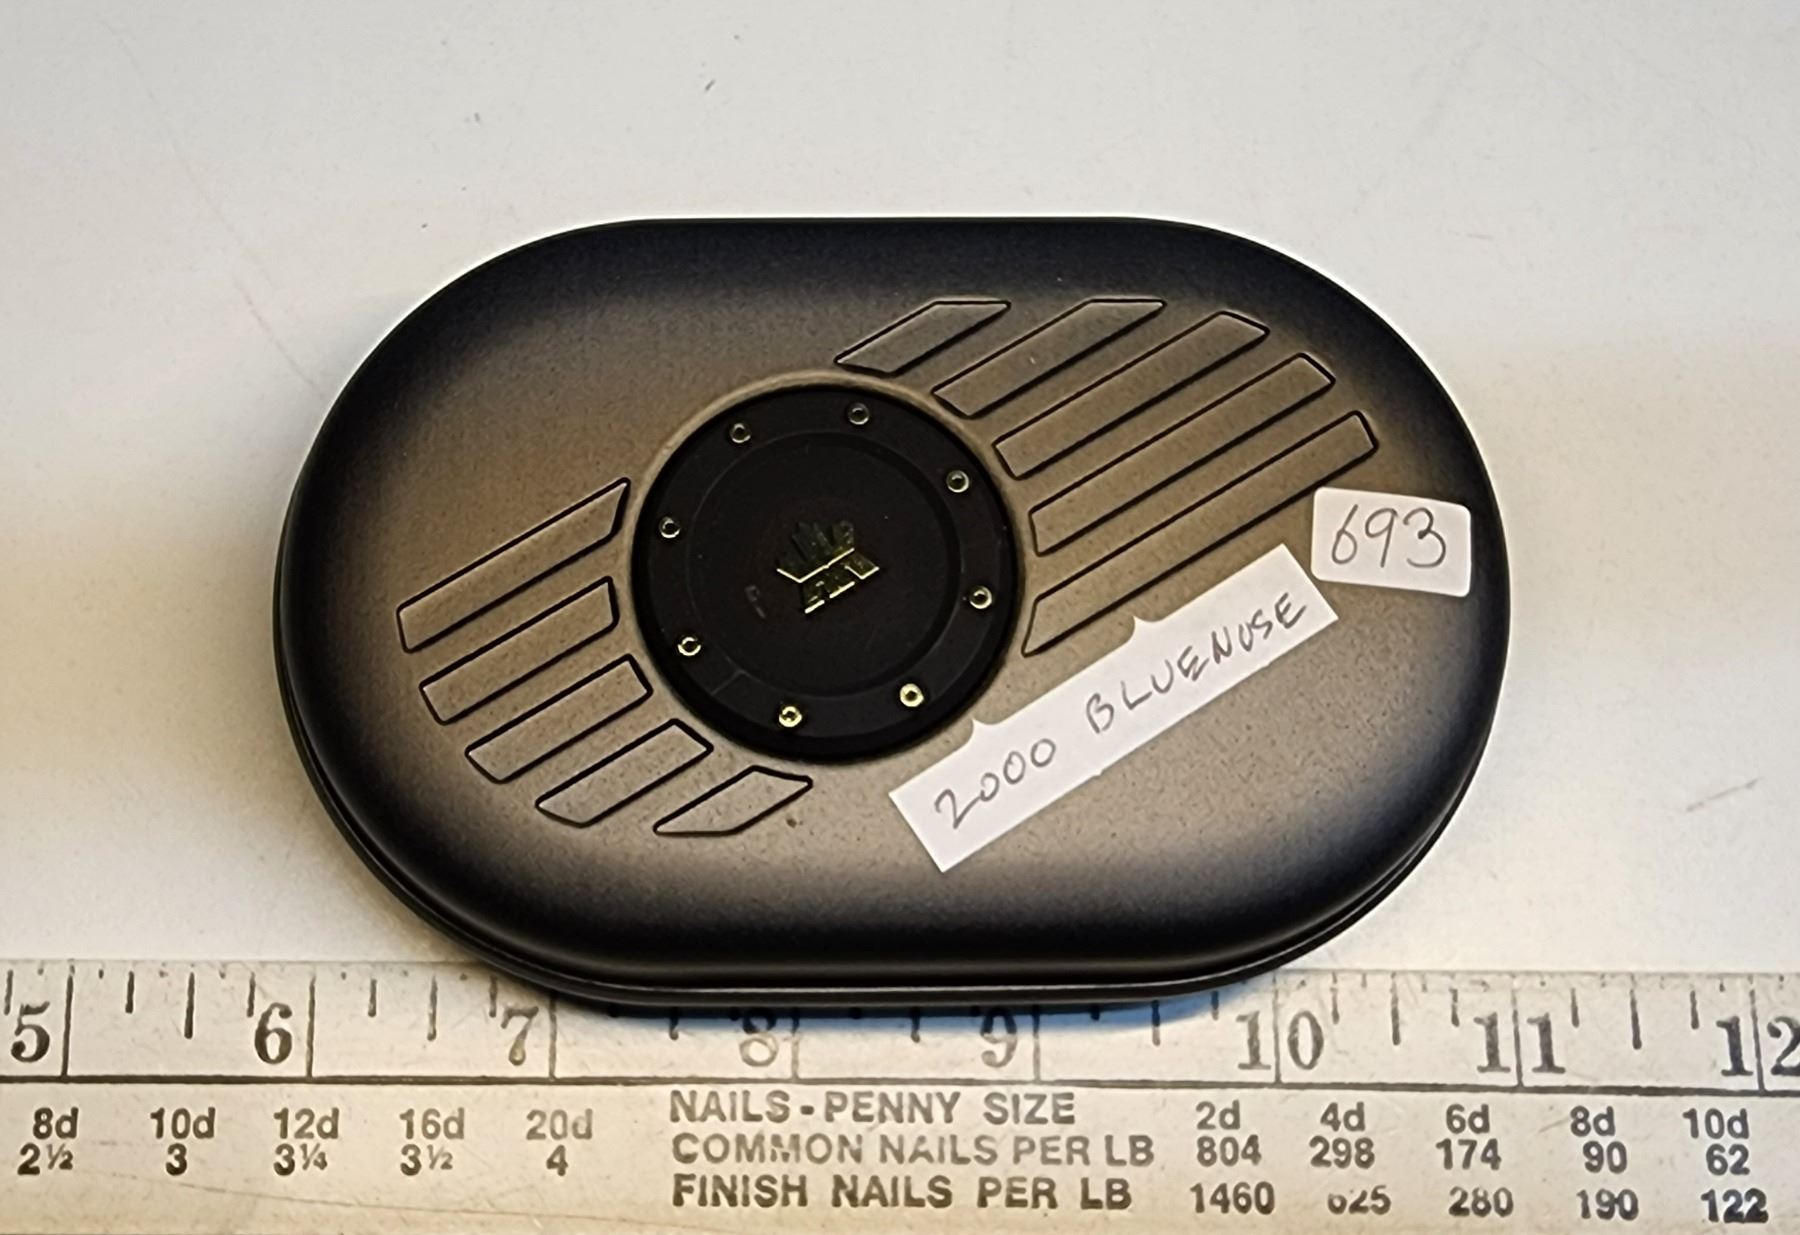 693
2000 BLUENOSE
5 6 7 8 9 10 11 12
8d 10d 12d 16d 20d NAILS-PENNY SIZE 2d 4d 6d 8d 10d
2½ 3 3¼ 3½ 4 COMMON NAILS PER LB 804 298 174 90 62
FINISH NAILS PER LB 1460 625 280 190 122